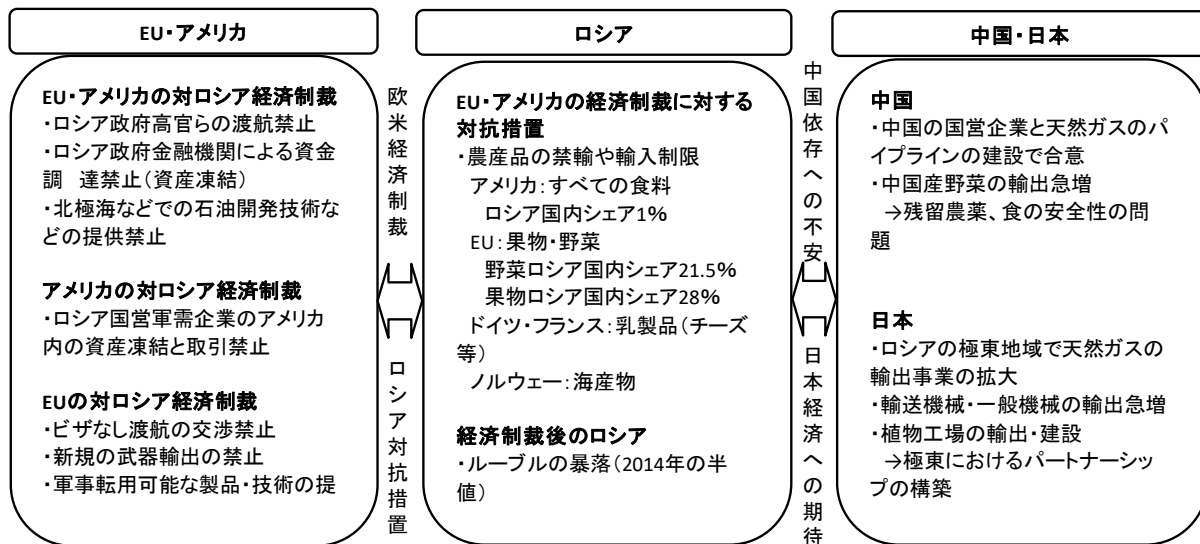 EU・アメリカ
EU・アメリカの対ロシア経済制裁
・ロシア政府高官らの渡航禁止
・ロシア政府金融機関による資金
調　達禁止（資産凍結）
・北極海などでの石油開発技術な
どの提供禁止
アメリカの対ロシア経済制裁
・ロシア国営軍需企業のアメリカ
内の資産凍結と取引禁止
EUの対ロシア経済制裁
・ビザなし渡航の交渉禁止
・新規の武器輸出の禁止
・軍事転用可能な製品・技術の提
欧米経済制裁
ロシア対抗措置
ロシア
EU・アメリカの経済制裁に対する
対抗措置
・農産品の禁輸や輸入制限
アメリカ：すべての食料
ロシア国内シェア1%
EU：果物・野菜
野菜ロシア国内シェア21.5%
果物ロシア国内シェア28%
ドイツ・フランス：乳製品（チーズ
等）
ノルウェー：海産物
経済制裁後のロシア
・ルーブルの暴落（2014年の半
値）
中国依存への不安
日本経済への期待
中国・日本
中国
・中国の国営企業と天然ガスのパ
イプラインの建設で合意
・中国産野菜の輸出急増
→残留農薬、食の安全性の問
題
日本
・ロシアの極東地域で天然ガスの
輸出事業の拡大
・輸送機械・一般機械の輸出急増
・植物工場の輸出・建設
→極東におけるパートナーシッ
プの構築